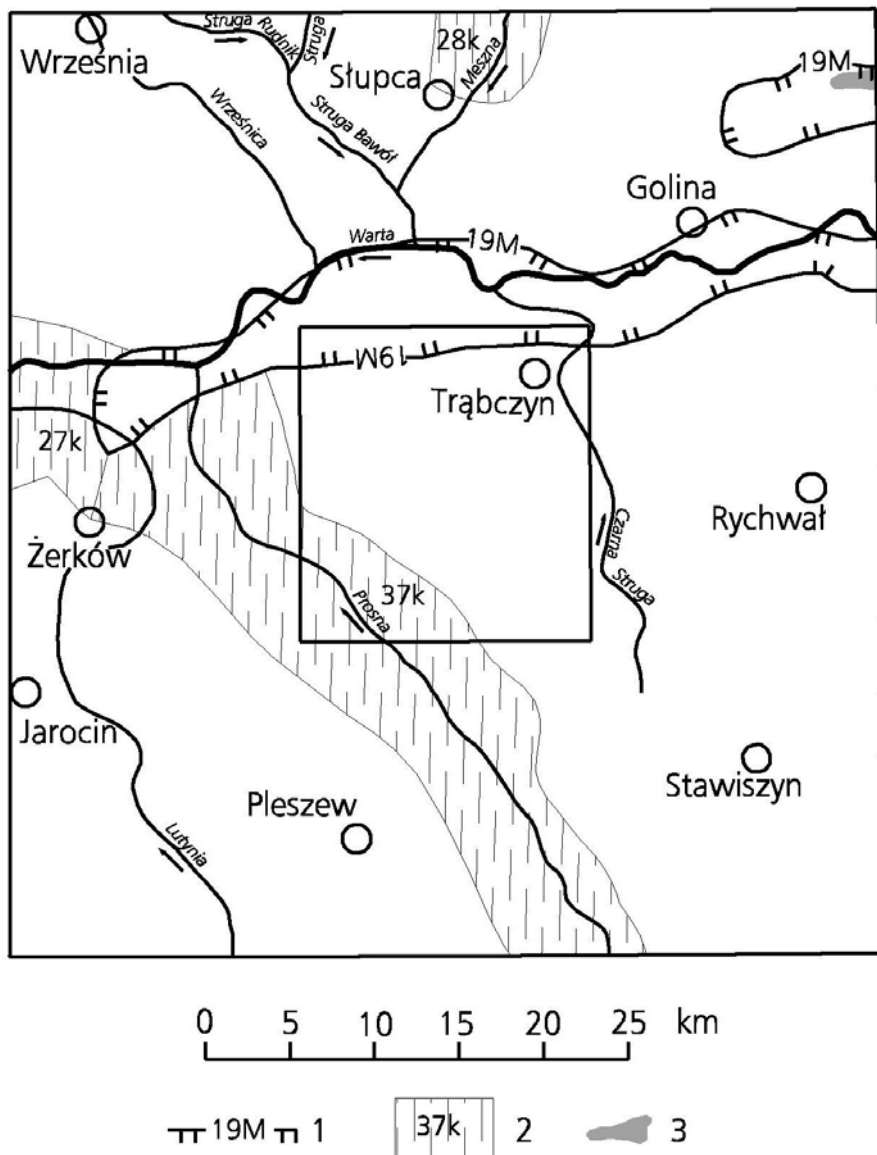 Struga
Rudnik
Struga
28k
Meszna
Września
Słupca
19M
Wrześnica
Struga Bawół
Golina
Warta
19M
19M
Trąbczyn
27k
Rychwał
Żerków
Czarna
Struga
37k
Prosna
Jarocin
Stawiszyn
Pleszew
Lutynia
0 5 10 15 20 25 km
19M 1 37k 2 3